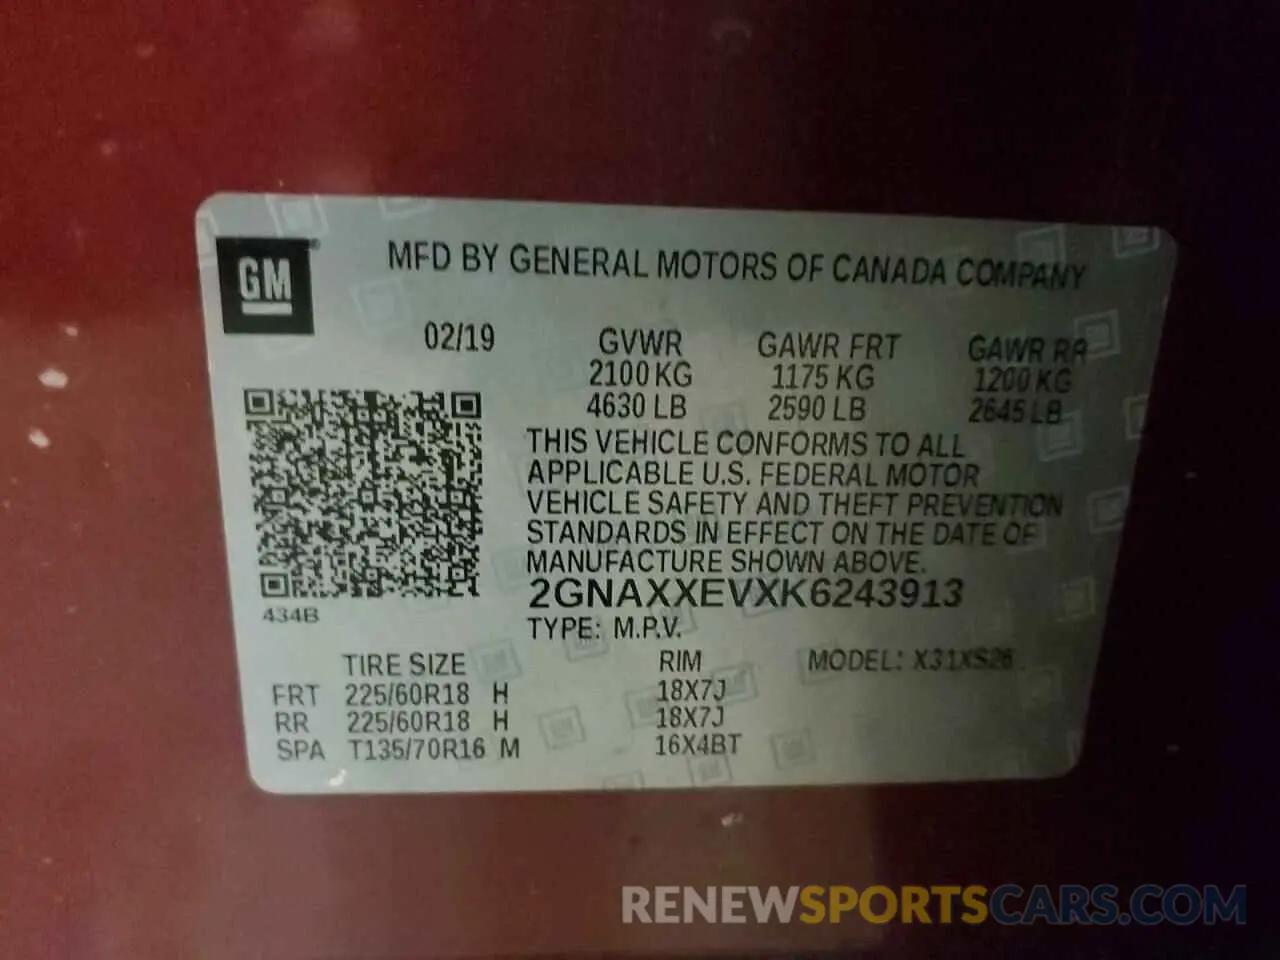 GM ®
MFD BY GENERAL MOTORS OF CANADA COMPANY
02/19 GVWR GAWR FRT GAWR RR
2100 KG 1175 KG 1200 KG
4630 LB 2590 LB 2645 LB
THIS VEHICLE CONFORMS TO ALL
APPLICABLE U.S. FEDERAL MOTOR
VEHICLE SAFETY AND THEFT PREVENTION
STANDARDS IN EFFECT ON THE DATE OF
MANUFACTURE SHOWN ABOVE.
2GNAXXEVXK6243913
434B
TYPE: M.P.V.
TIRE SIZE RIM MODEL: X31XS26
FRT 225/60R18 H 18X7J
RR 225/60R18 H 18X7J
SPA T135/70R16 M 16X4BT
RENEWSPORTSCARS.COM